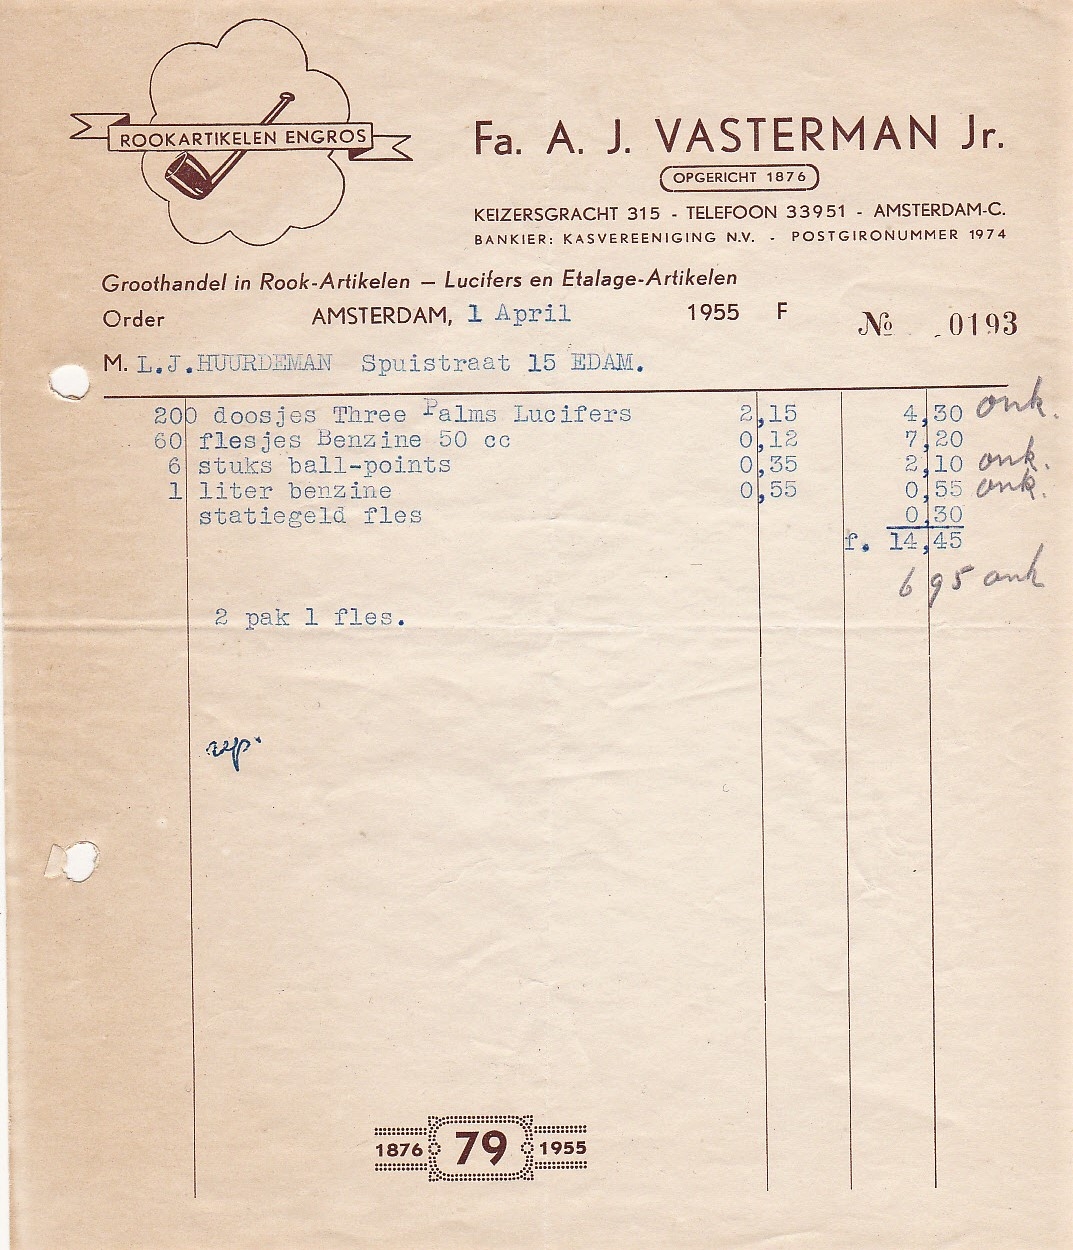 ROOKARTIKELEN ENGROS
Fa. A. J. VASTERMAN Jr.
OPGERICHT 1876
KEIZERSGRACHT 315 - TELEFOON 33951 - AMSTERDAM-C.
BANKIER: KASVEREENIGING N.V. - POSTGIRONUMMER 1974
Groothandel in Rook-Artikelen — Lucifers en Etalage-Artikelen
Order AMSTERDAM, 1 April 1955 F № 0193
M. L.J.HUURDEMAN Spuistraat 15 EDAM.
200 doosjes Three Palms Lucifers 2,15 4,30 onk.
60 flesjes Benzine 50 cc 0,12 7,20
6 stuks ball-points 0,35 2,10 onk.
1 liter benzine 0,55 0,55 onk.
statiegeld fles 0,30
f. 14,45
6 95 onk
2 pak 1 fles.
1876 79 1955